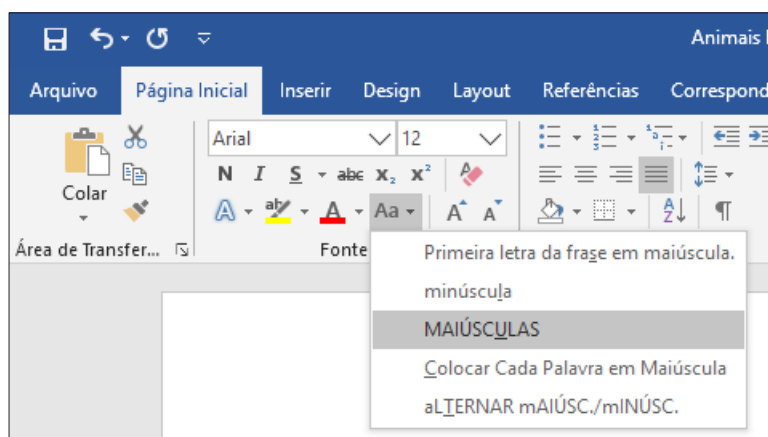 Animais
Arquivo Página Inicial Inserir Design Layout Referências Correspond
Arial 12
N I S abc x₂ x²
Colar
A aby A Aa A A A Z
Área de Transfer... Fonte
Primeira letra da frase em maiúscula.
minúscula
MAIÚSCULAS
Colocar Cada Palavra em Maiúscula
aLTERNAR mAIÚSC./mINÚSC.